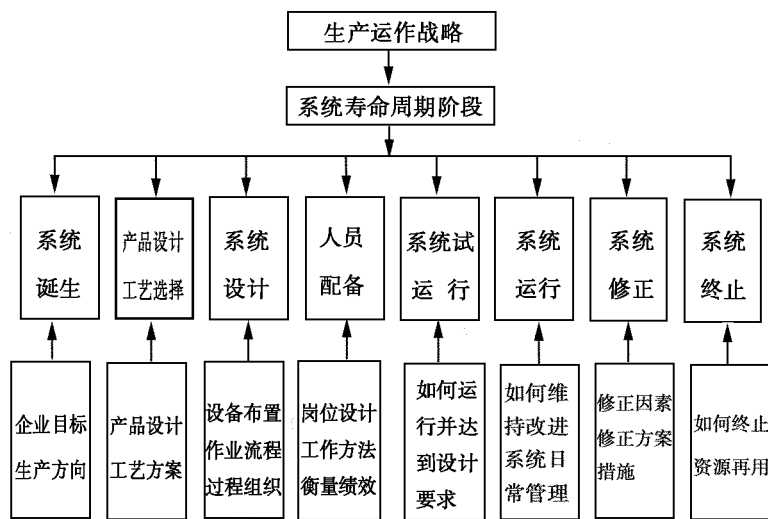 生产运作战略
系统寿命周期阶段
系统
诞生
产品设计
工艺选择
系统
设计
人员
配备
系统试
运行
系统
运行
系统
修正
系统
终止
企业目标
生产方向
产品设计
工艺方案
设备布置
作业流程
过程组织
岗位设计
工作方法
衡量绩效
如何运
行并达
到设计
要求
如何维
持改进
系统日
常管理
修正因素
修正方案
措施
如何终止
资源再用